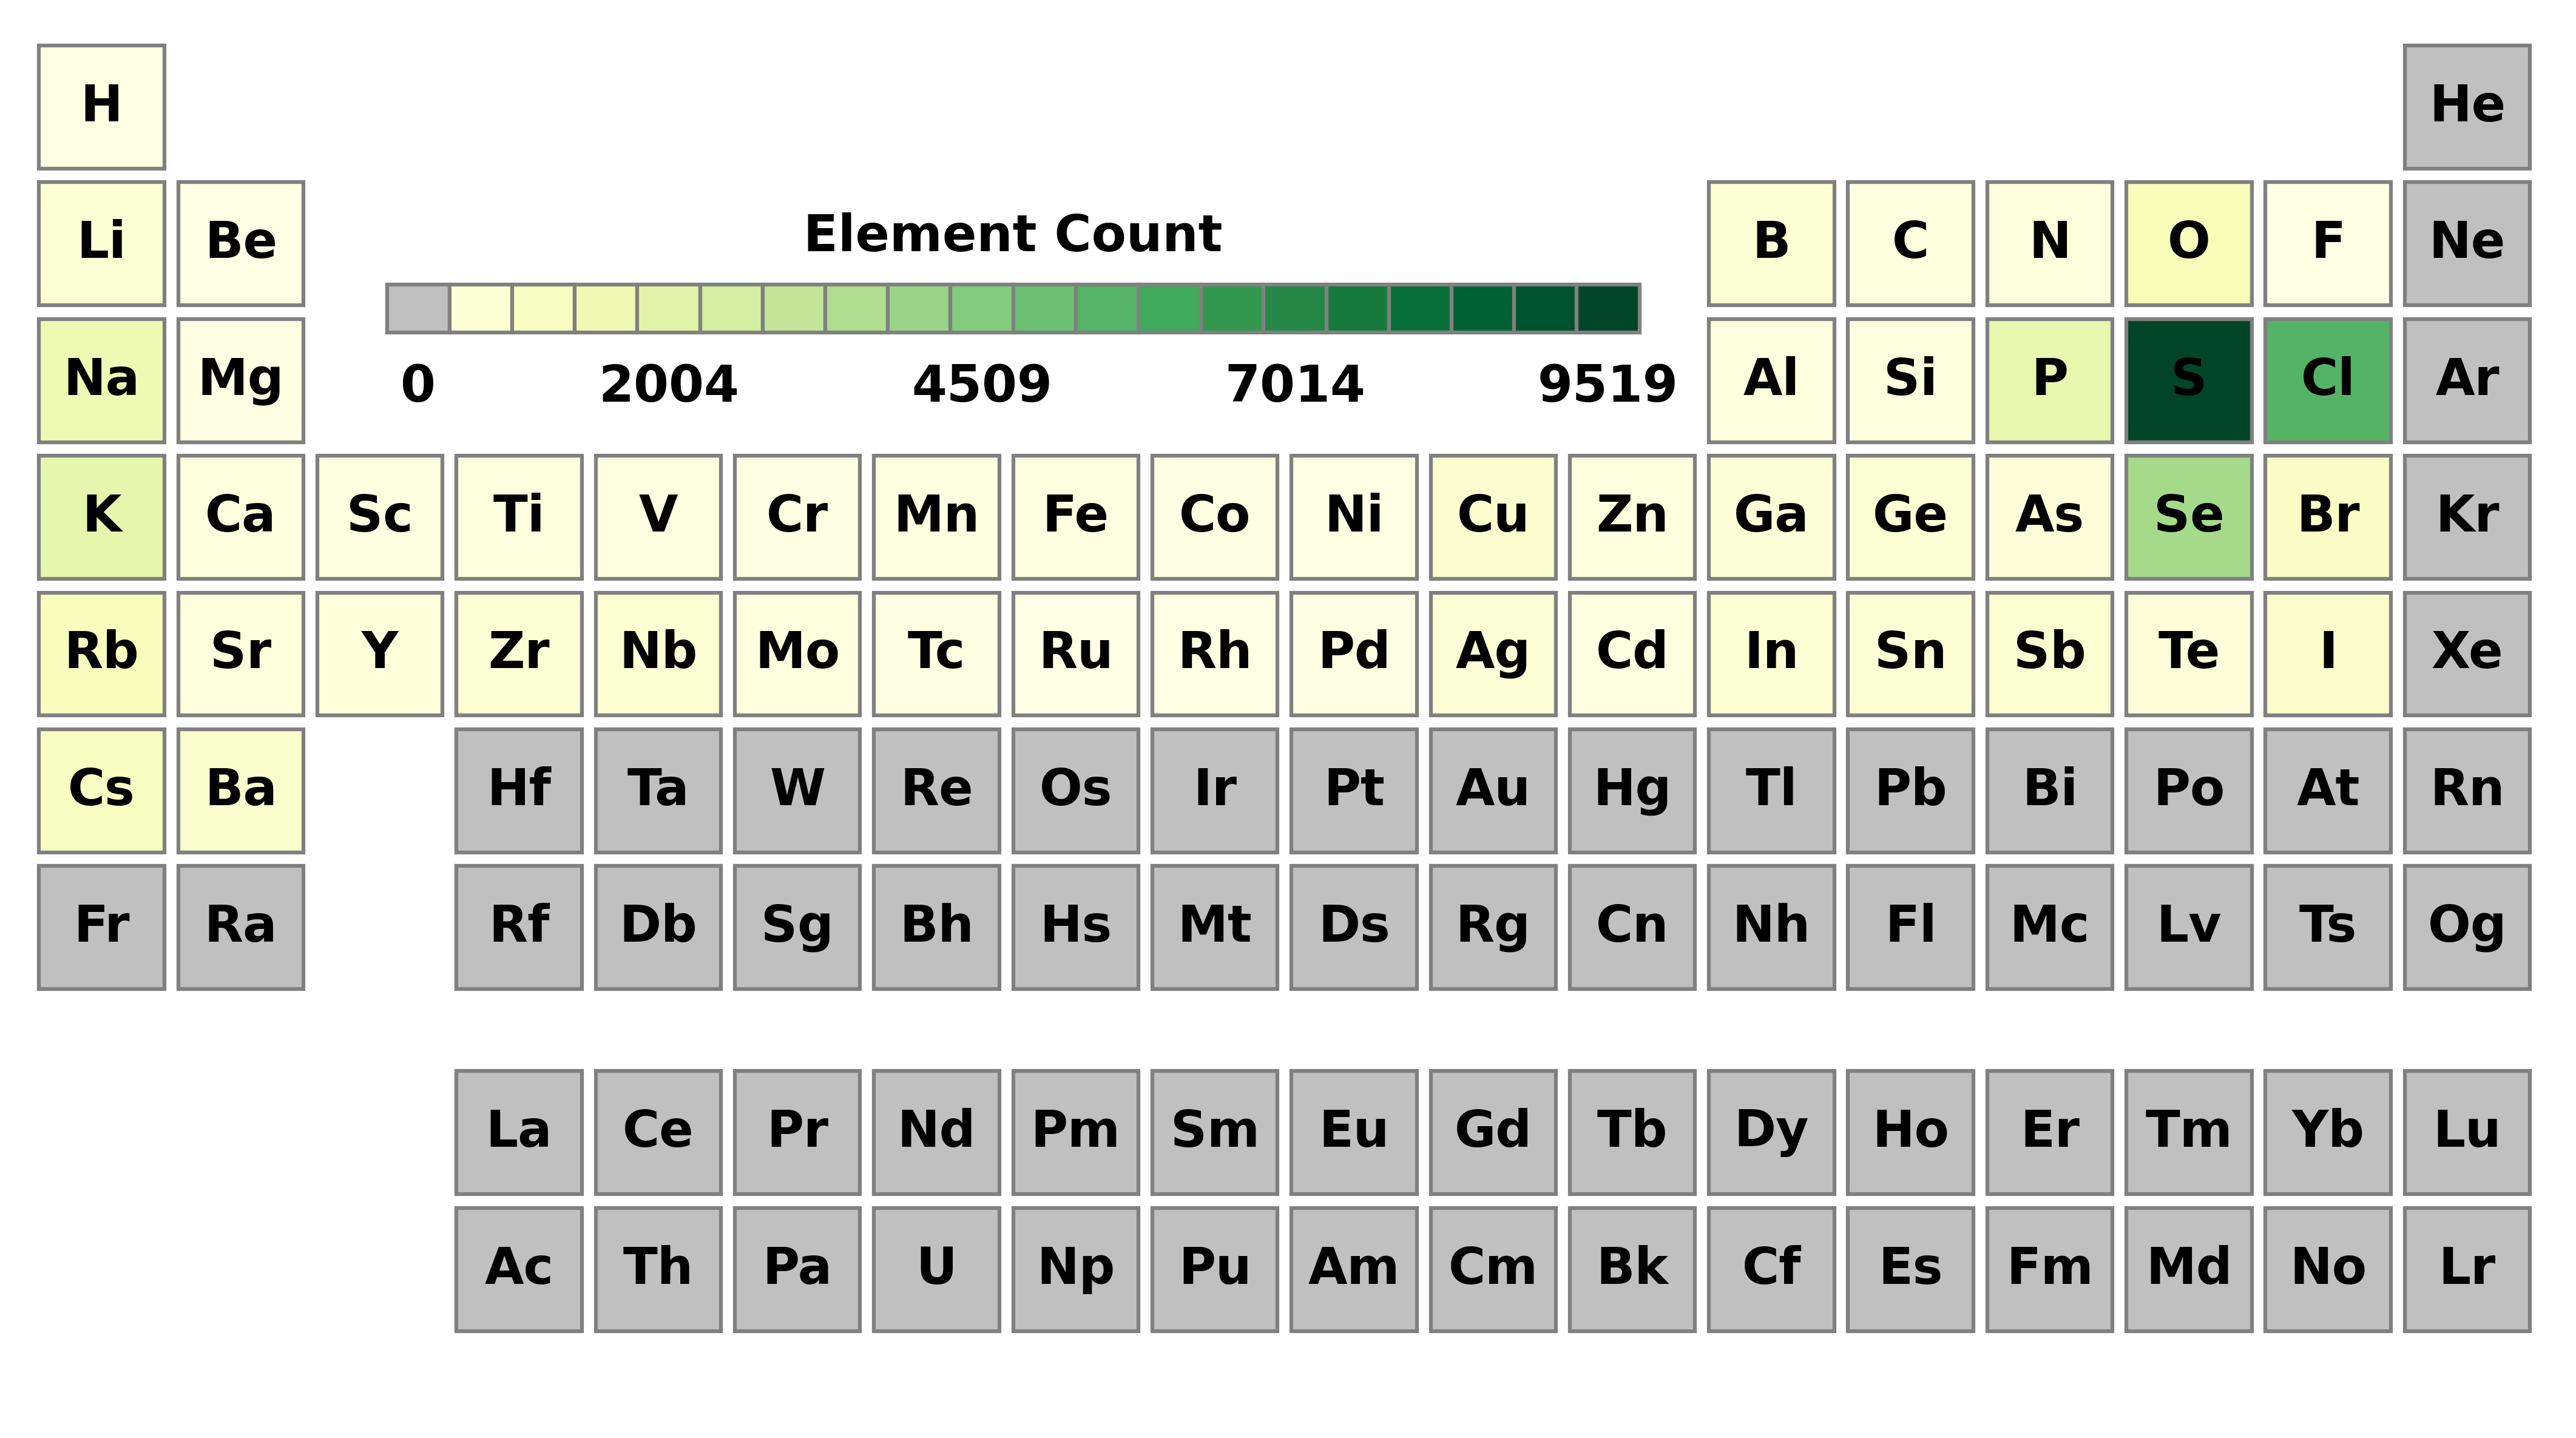 H He
Li Be Element Count B C N O F Ne
Na Mg 0 2004 4509 7014 9519 Al Si P S Cl Ar
K Ca Sc Ti V Cr Mn Fe Co Ni Cu Zn Ga Ge As Se Br Kr
Rb Sr Y Zr Nb Mo Tc Ru Rh Pd Ag Cd In Sn Sb Te I Xe
Cs Ba Hf Ta W Re Os Ir Pt Au Hg Tl Pb Bi Po At Rn
Fr Ra Rf Db Sg Bh Hs Mt Ds Rg Cn Nh Fl Mc Lv Ts Og
La Ce Pr Nd Pm Sm Eu Gd Tb Dy Ho Er Tm Yb Lu
Ac Th Pa U Np Pu Am Cm Bk Cf Es Fm Md No Lr